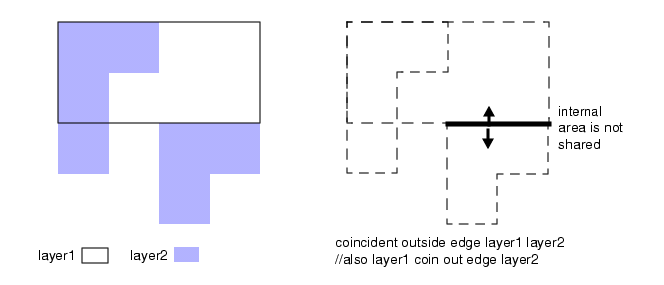 internal
area is not
shared
layer1
layer2
coincident outside edge layer1 layer2
//also layer1 coin out edge layer2